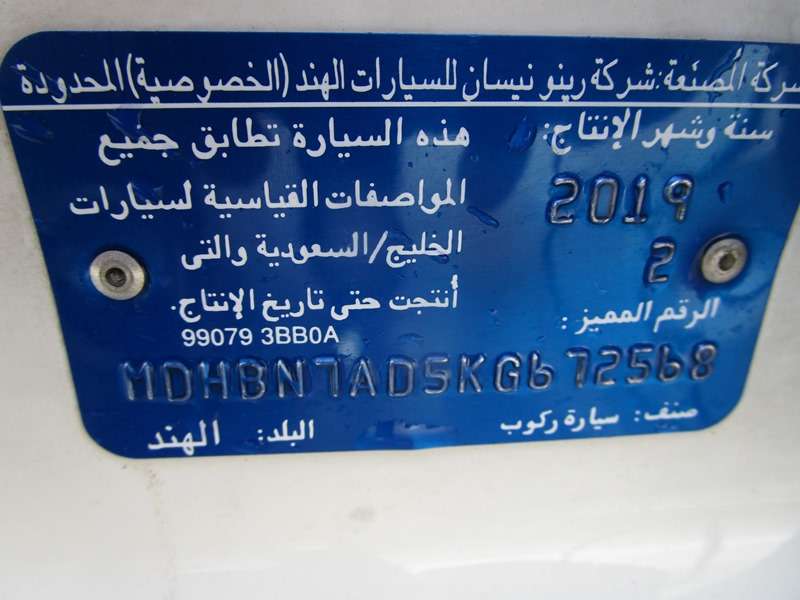 شركة المصنعة: شركة رينو نيسان للسيارات الهند (الخصوصية) المحدودة
سنة وشهر الإنتاج:
2019
2
هذه السيارة تطابق جميع
المواصفات القياسية لسيارات
الخليج/السعودية والتى
أنتجت حتى تاريخ الإنتاج.
99079 3BB0A
الرقم المميز:
MDHBN7AD5KG672568
صنف: سيارة ركوب
البلد: الهند